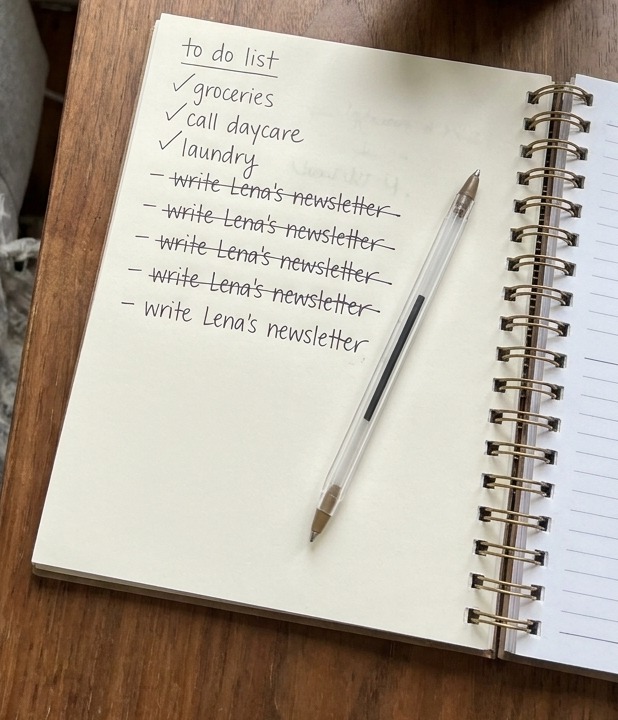 to do list
✓groceries
✓call daycare
✓laundry
- write Lena's newsletter
- write Lena's newsletter
- write Lena's newsletter
- write Lena's newsletter
- write Lena's newsletter